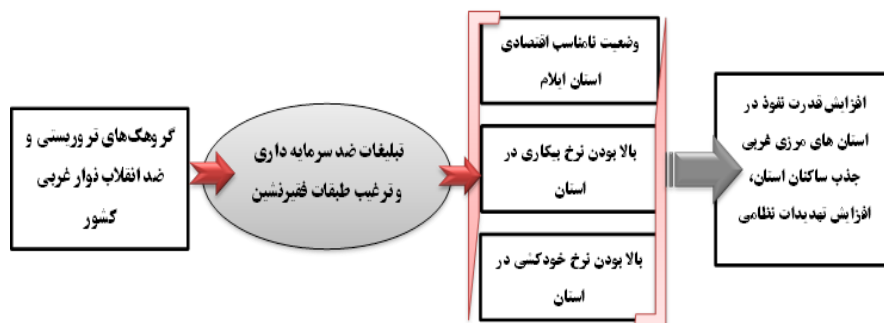 گروهک‌های تروریستی و
ضد انقلاب نوار غربی
کشور
تبلیغات ضد سرمایه داری
و ترغیب طبقات فقیرنشین
وضعیت نامناسب اقتصادی
استان ایلام
بالا بودن نرخ بیکاری در
استان
بالا بودن نرخ خودکشی در
استان
افزایش قدرت نفوذ در
استان های مرزی غربی
جذب ساکنان استان،
افزایش تهدیدات نظامی